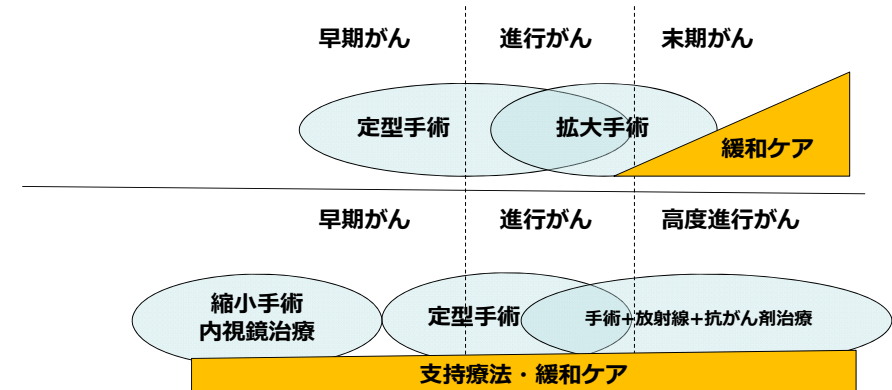 早期がん 進行がん 末期がん
定型手術 拡大手術
緩和ケア
早期がん 進行がん 高度進行がん
縮小手術
内視鏡治療
定型手術 手術+放射線+抗がん剤治療
支持療法・緩和ケア